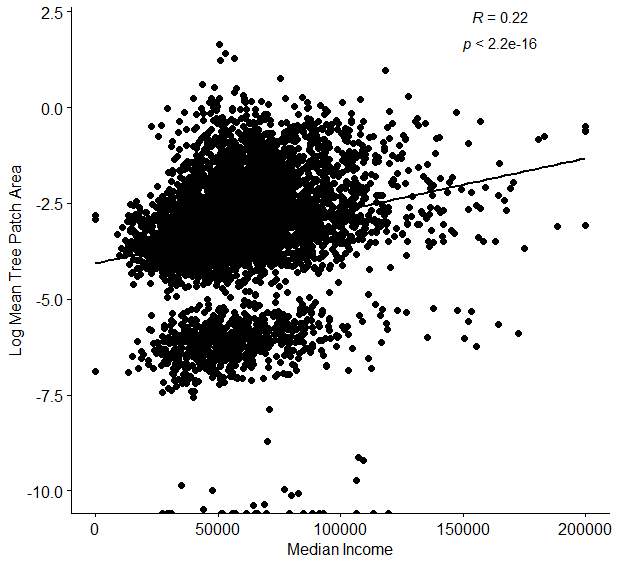 R = 0.22
p < 2.2e-16
2.5
0.0
-2.5
-5.0
-7.5
-10.0
Log Mean Tree Patch Area
0
50000
100000
150000
200000
Median Income